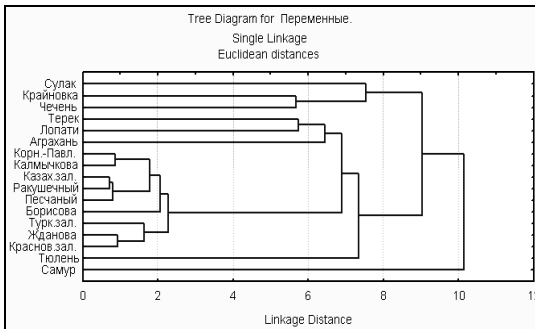 Tree Diagram for Переменные.
Single Linkage
Euclidean distances
Сулак
Крайновка
Чечень
Терек
Лопати
Аграхань
Корн.-Павл.
Калмычкова
Казах.зал.
Ракушечный
Песчаный
Борисова
Турк.зал.
Жданова
Краснов.зал.
Тюлень
Самур
0 2 4 6 8 10 12
Linkage Distance